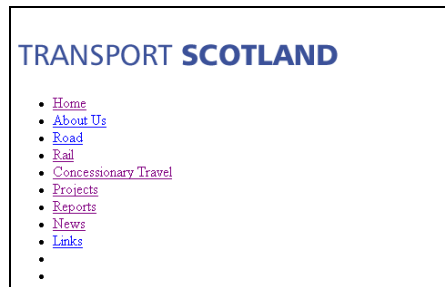 TRANSPORT SCOTLAND
Home
About Us
Road
Rail
Concessionary Travel
Projects
Reports
News
Links